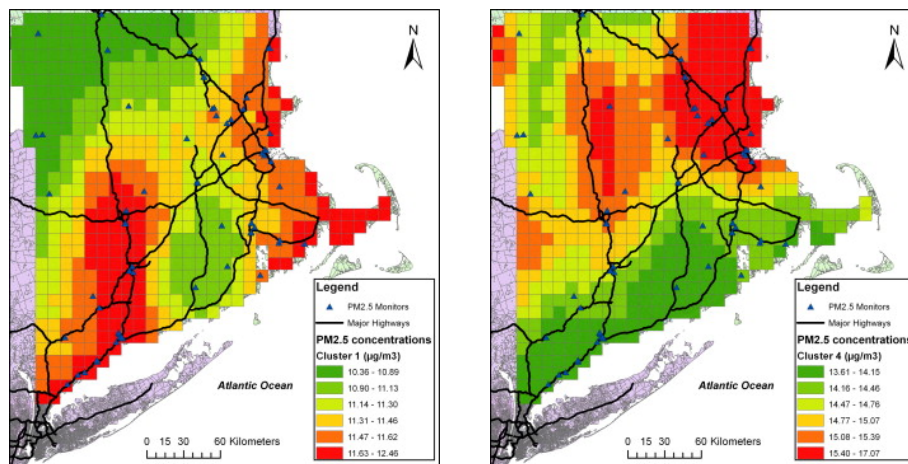 N
Legend
PM2.5 Monitors
Major Highways
PM2.5 concentrations
Cluster 1 (µg/m3)
10.36 - 10.89
10.90 - 11.13
11.14 - 11.30
11.31 - 11.46
11.47 - 11.62
11.63 - 12.46
Atlantic Ocean
0 15 30 60 Kilometers
N
Legend
PM2.5 Monitors
Major Highways
PM2.5 concentrations
Cluster 4 (µg/m3)
13.61 - 14.15
14.16 - 14.46
14.47 - 14.76
14.77 - 15.07
15.08 - 15.39
15.40 - 17.07
Atlantic Ocean
0 15 30 60 Kilometers